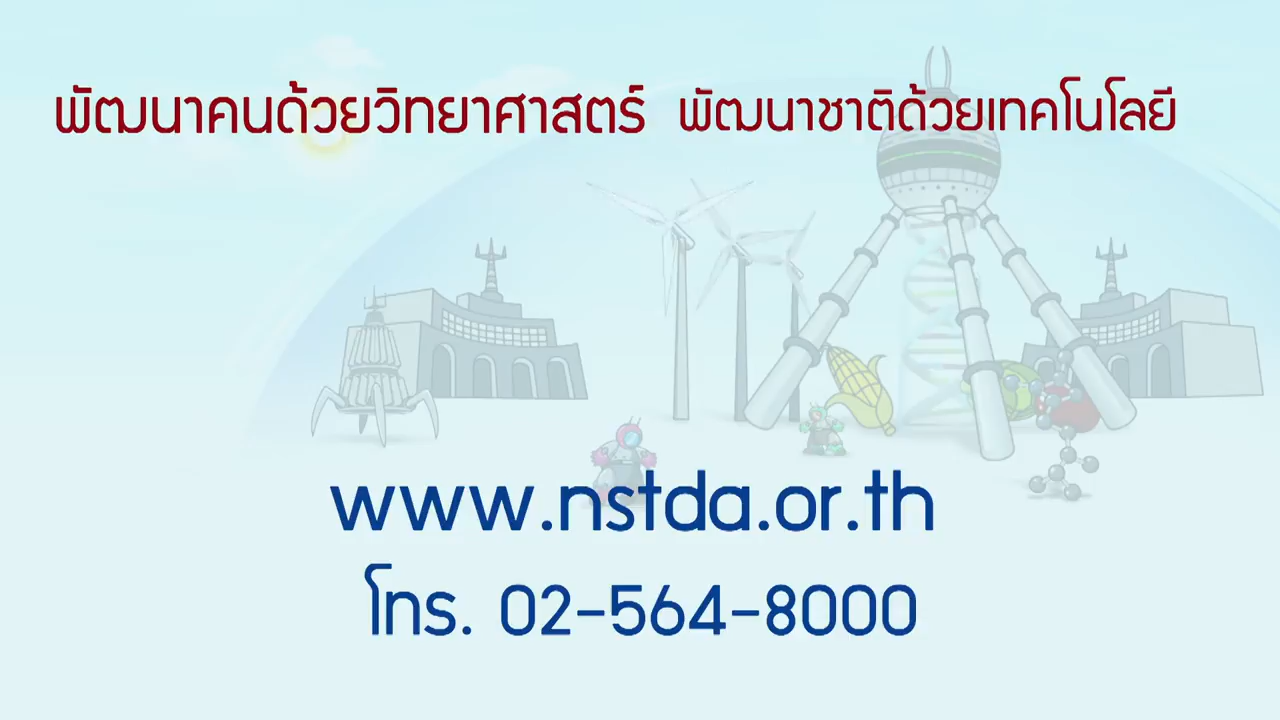 พัฒนาคนด้วยวิทยาศาสตร์ พัฒนาชาติด้วยเทคโนโลยี
www.nstda.or.th
โทร. 02-564-8000